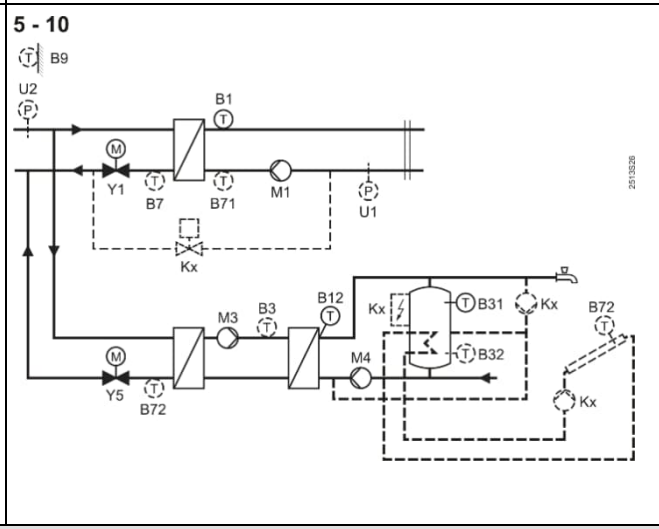 5 - 10
T B9
U2
P
B1
T
M
Y1
T
B7
T
B71
M1
P
U1
2513S26
Kx
M3
B3
T
B12
T
Kx
T B31
Kx
B72
T
M
Y5
T
B72
M4
T B32
Kx